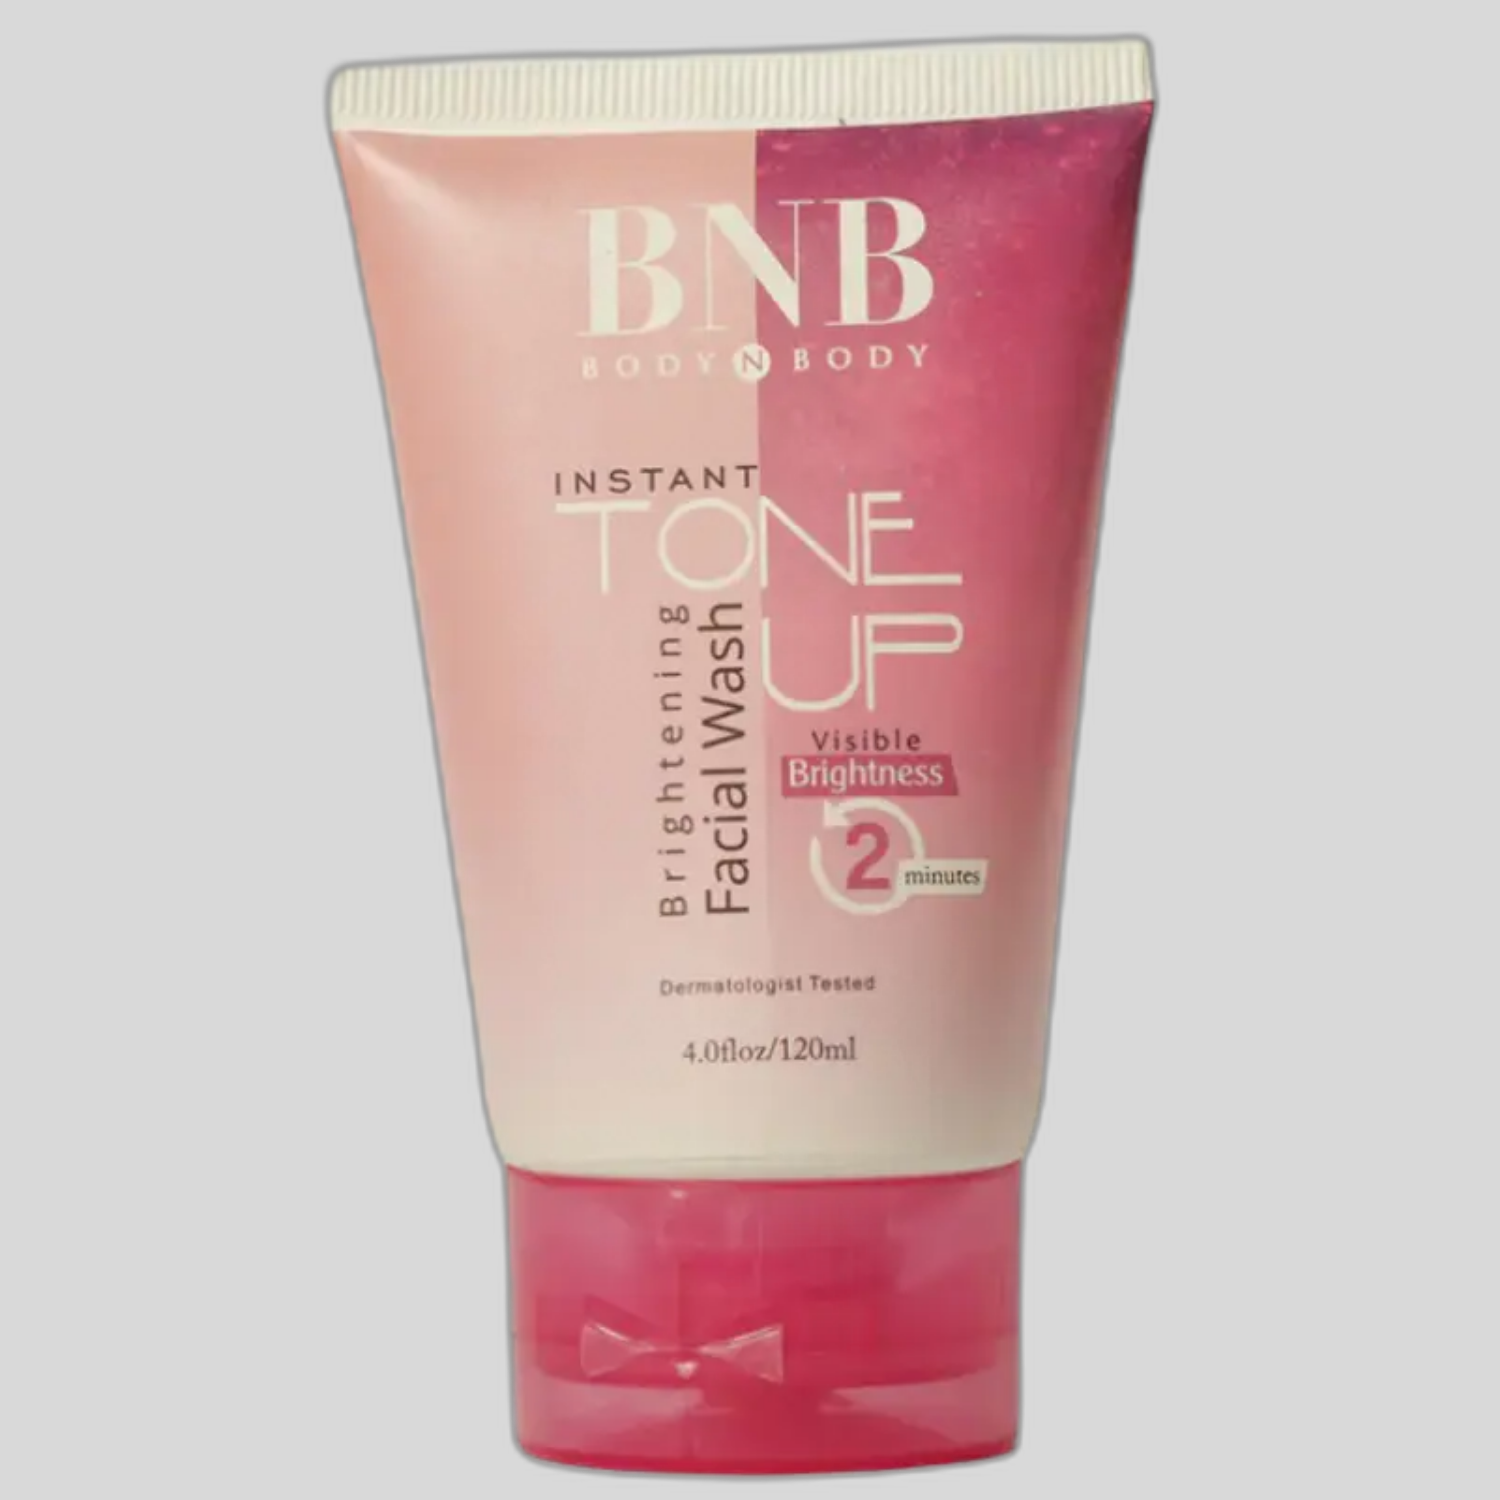 BNB
BODY N BODY
INSTANT
TONE
UP
Brightening
Facial Wash
Visible
Brightness
2
minutes
Dermatologist Tested
4.0floz/120ml